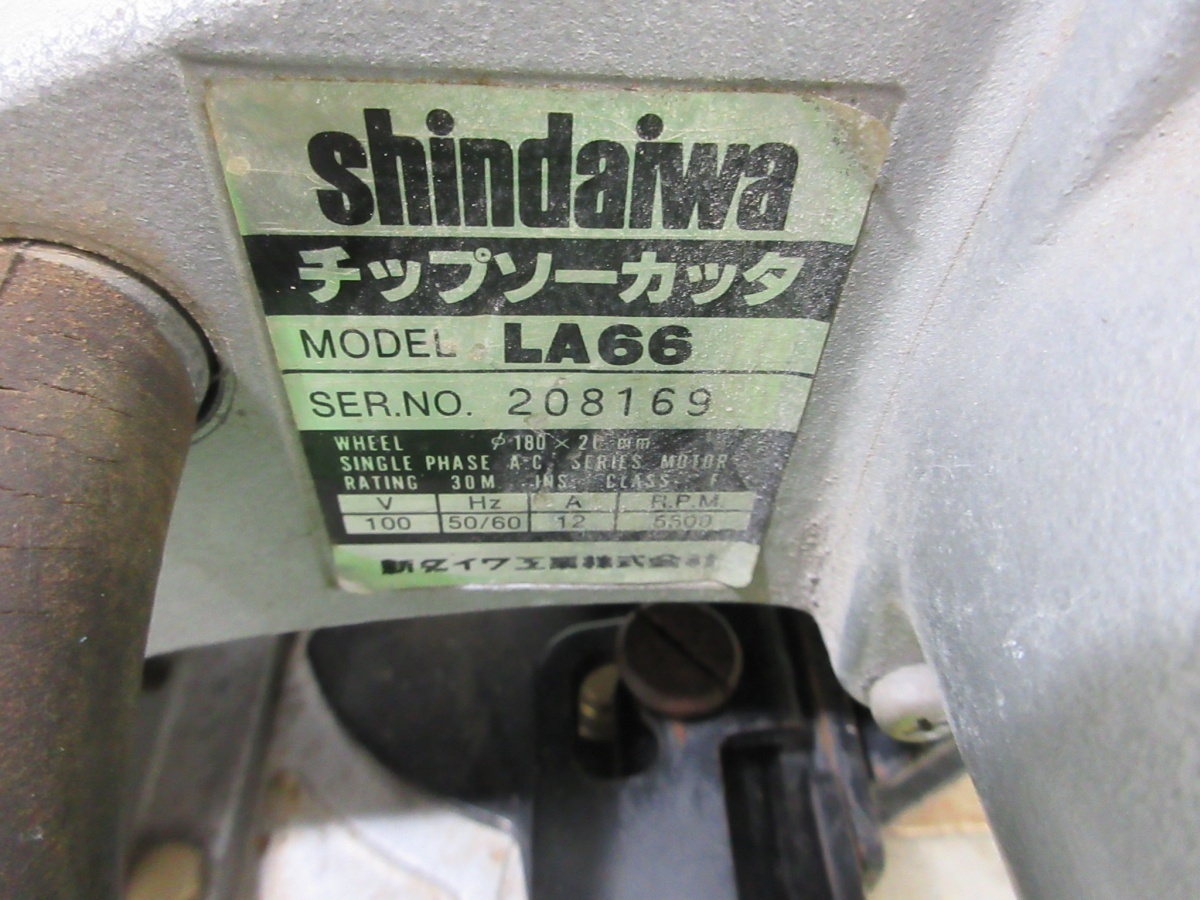 shindaiwa
チップソーカッタ
MODEL LA66
SER.NO. 208169
WHEEL φ180× mm
SINGLE PHASE A·C. SERIES MOTOR
RATING 30M INS. CLASS. F
V Hz A R.P.M.
100 50/60 12 5500
新ダイワ工業株式会社